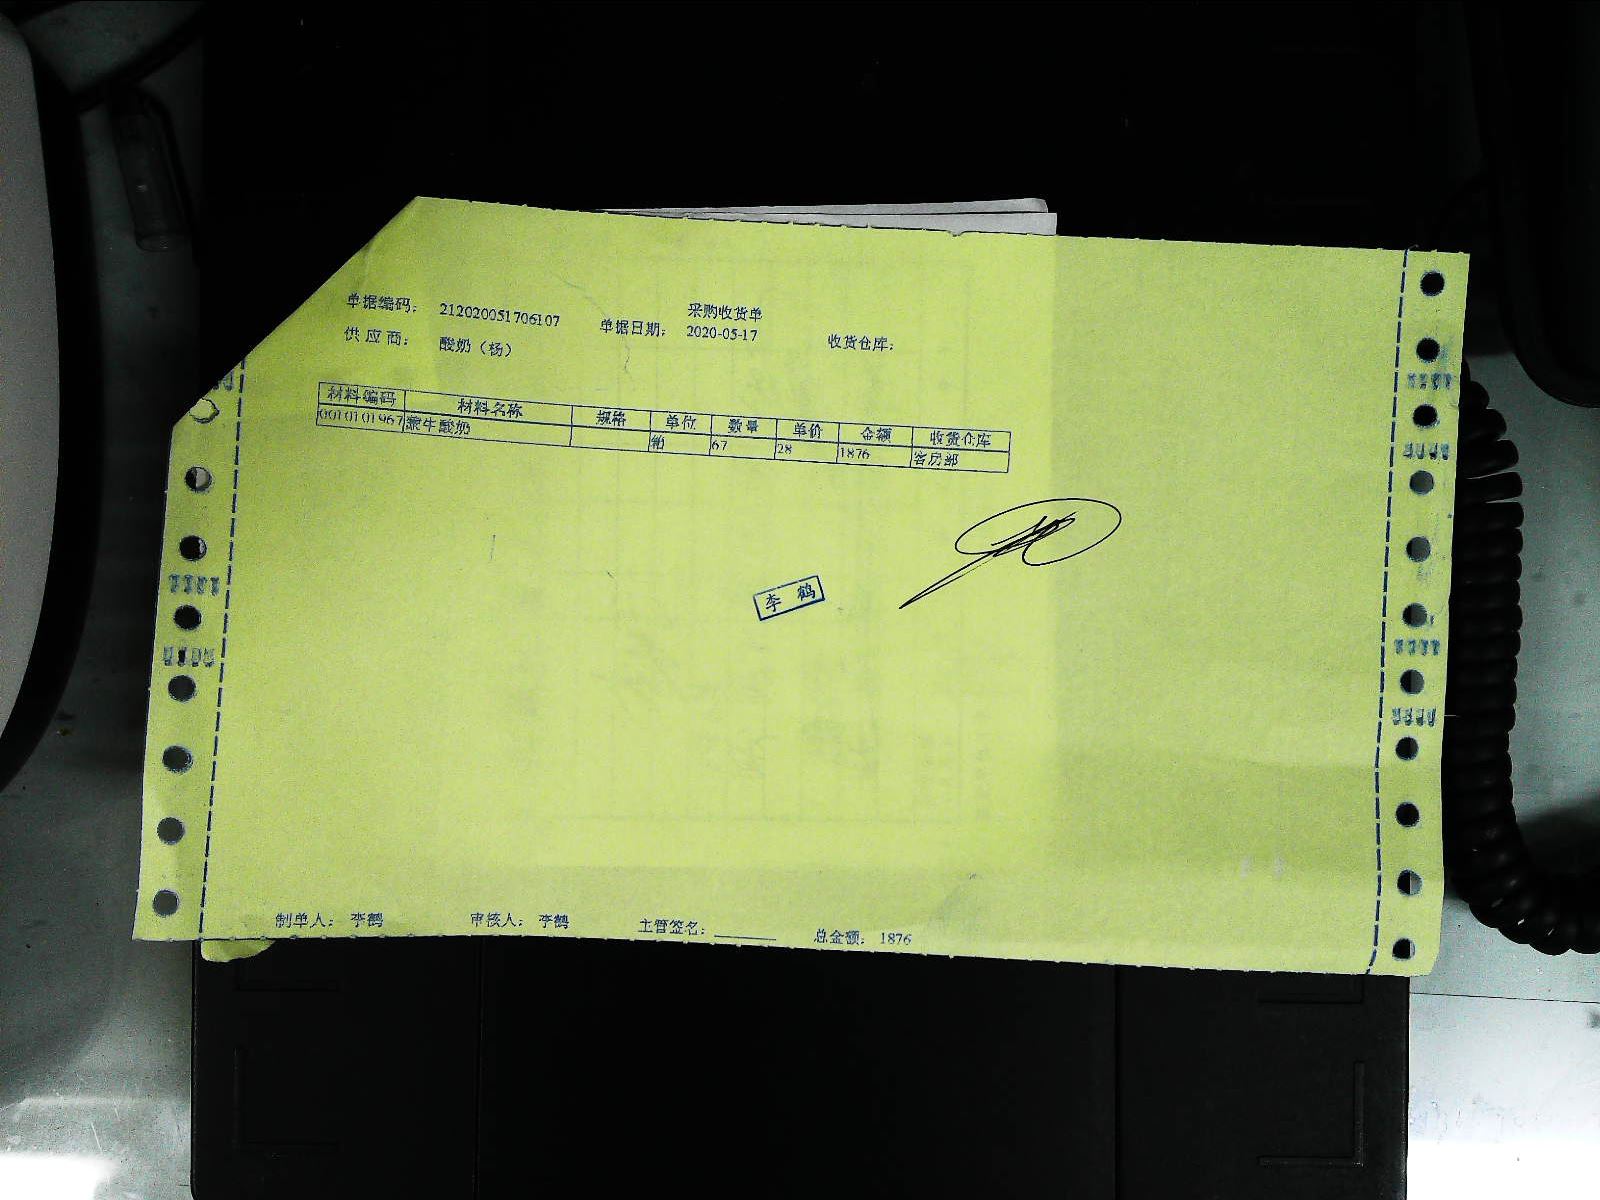 采购收货单
单据编码: 212020051706107 单据日期: 2020-05-17 收货仓库:
供应商: 酸奶（杨）
材料编码 材料名称 规格 单位 数量 单价 金额 收货仓库
0010101967 蒙牛酸奶 箱 67 28 1876 客房部
李鹤
制单人: 李鹤 审核人: 李鹤 主管签名: 总金额: 1876